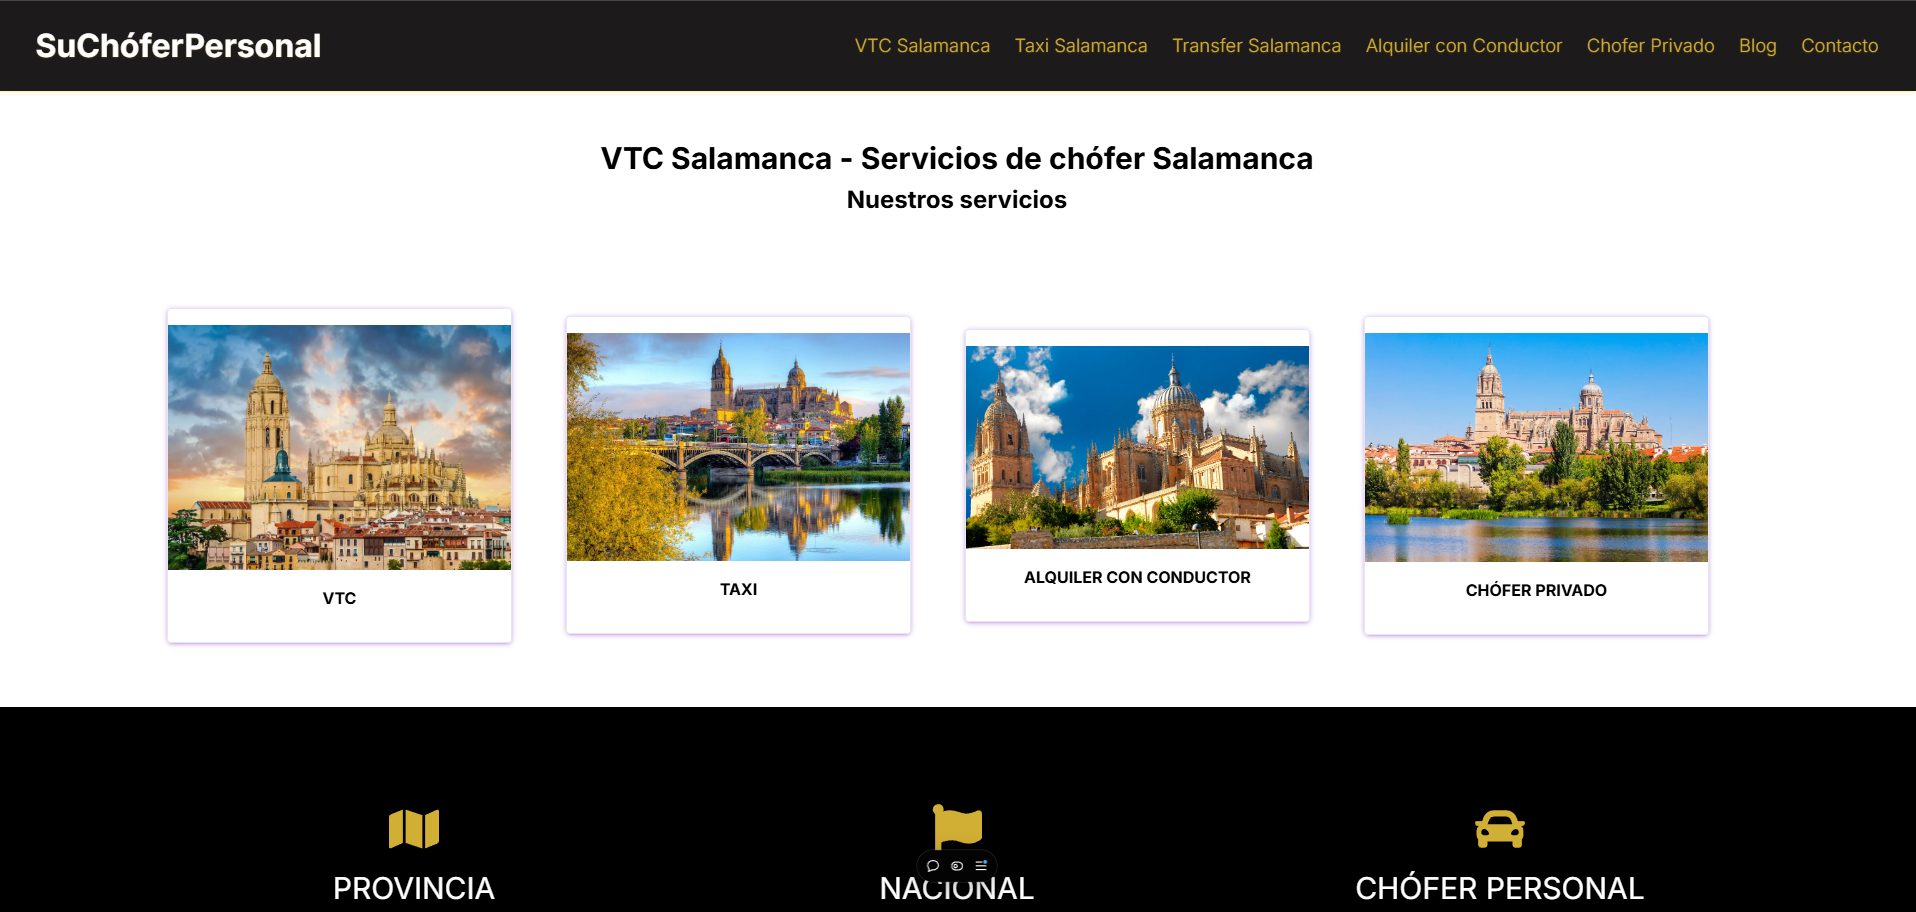 SuChóferPersonal
VTC Salamanca Taxi Salamanca Transfer Salamanca Alquiler con Conductor Chofer Privado Blog Contacto
VTC Salamanca - Servicios de chófer Salamanca
Nuestros servicios
VTC
TAXI
ALQUILER CON CONDUCTOR
CHÓFER PRIVADO
PROVINCIA
NACIONAL
CHÓFER PERSONAL